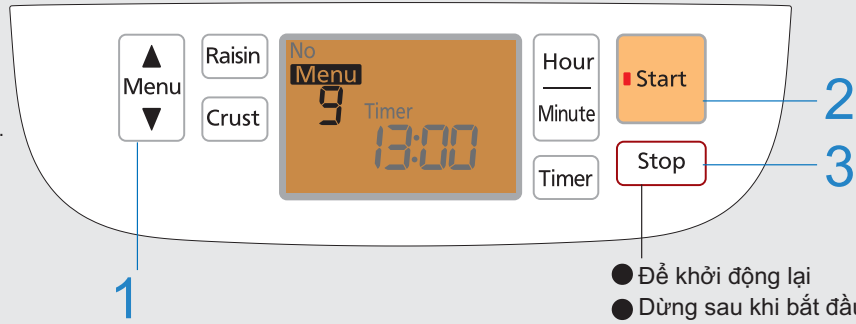 ▲
Menu
▼
Raisin
Crust
No
Menu
9
Timer
13:00
Hour
Minute
Timer
Start
Stop
1
2
3
● Để khởi động lại
● Dừng sau khi bắt đầu